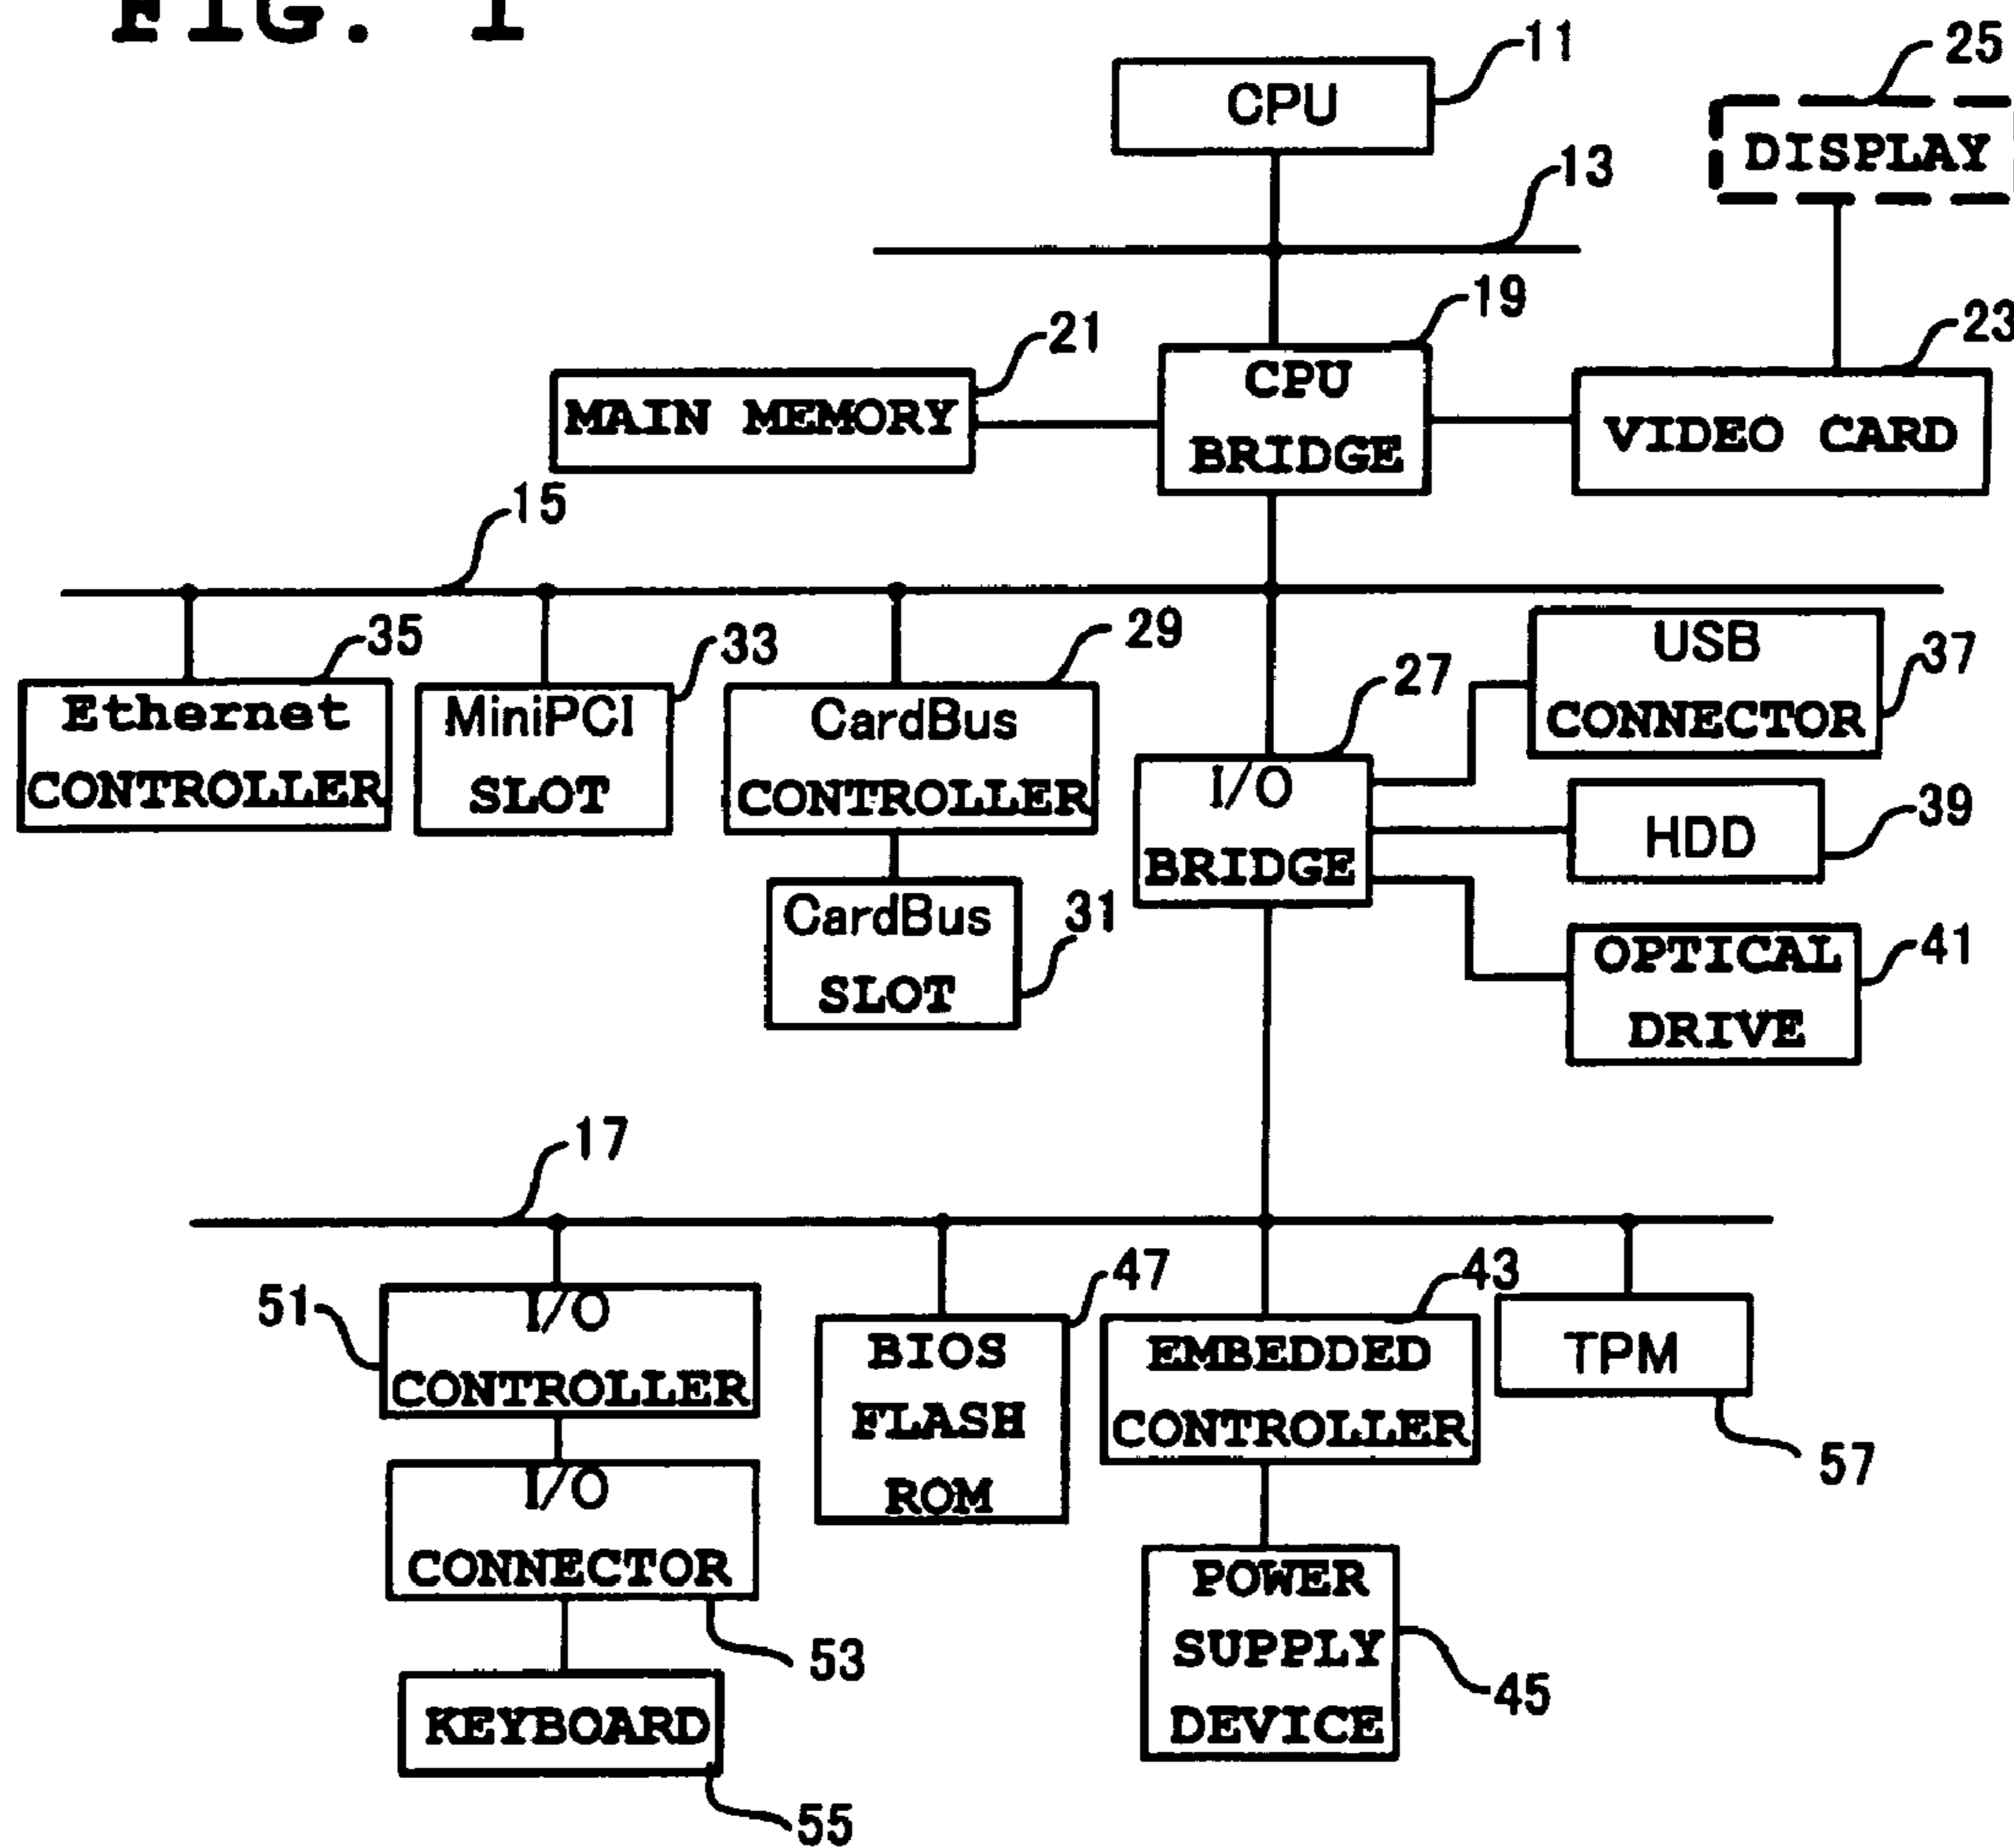 FIG. 1
11
CPU
25
DISPLAY
13
19
21
23
CPU
BRIDGE
MAIN MEMORY
VIDEO CARD
15
35
33
29
27
37
USB
CONNECTOR
Ethernet
CONTROLLER
MiniPCI
SLOT
CardBus
CONTROLLER
I/O
BRIDGE
39
HDD
31
CardBus
SLOT
41
OPTICAL
DRIVE
17
47
43
51
I/O
CONTROLLER
BIOS
FLASH
ROM
EMBEDDED
CONTROLLER
TPM
57
I/O
CONNECTOR
53
POWER
SUPPLY
DEVICE
45
KEYBOARD
55